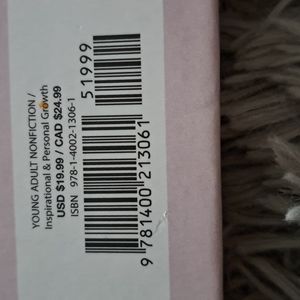 YOUNG ADULT NONFICTION /
Inspirational & Personal Growth
USD $19.99 / CAD $24.99
ISBN 978-1-4002-1306-1
51999
9 781400 213061